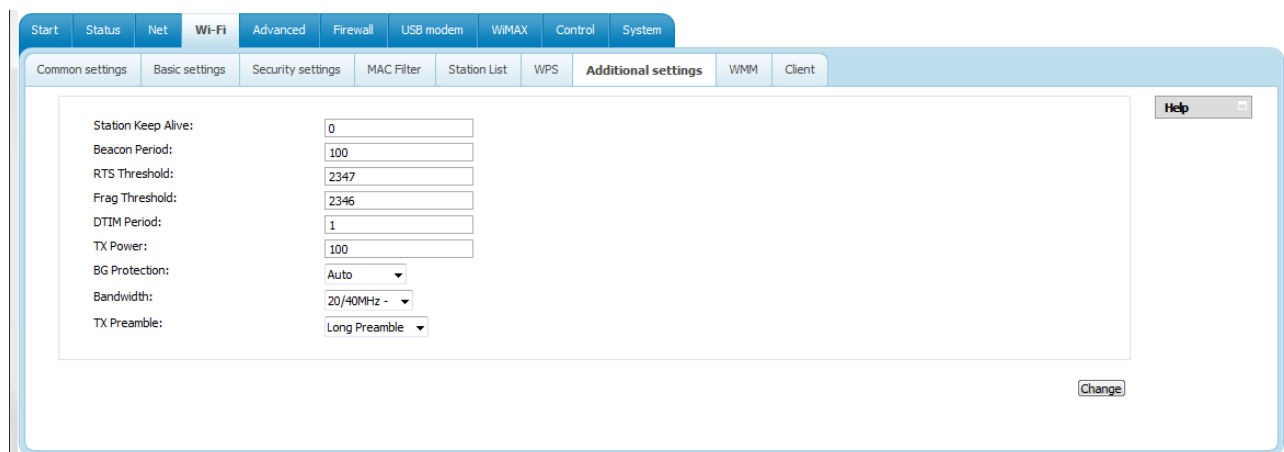 Start Status Net Wi-Fi Advanced Firewall USB modem WiMAX Control System
Common settings Basic settings Security settings MAC Filter Station List WPS Additional settings WMM Client
Help
Station Keep Alive: 0
Beacon Period: 100
RTS Threshold: 2347
Frag Threshold: 2346
DTIM Period: 1
TX Power: 100
BG Protection: Auto
Bandwidth: 20/40MHz -
TX Preamble: Long Preamble
Change